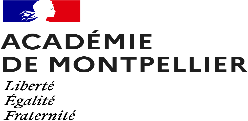 ACADÉMIE
DE MONTPELLIER
Liberté
Égalité
Fraternité